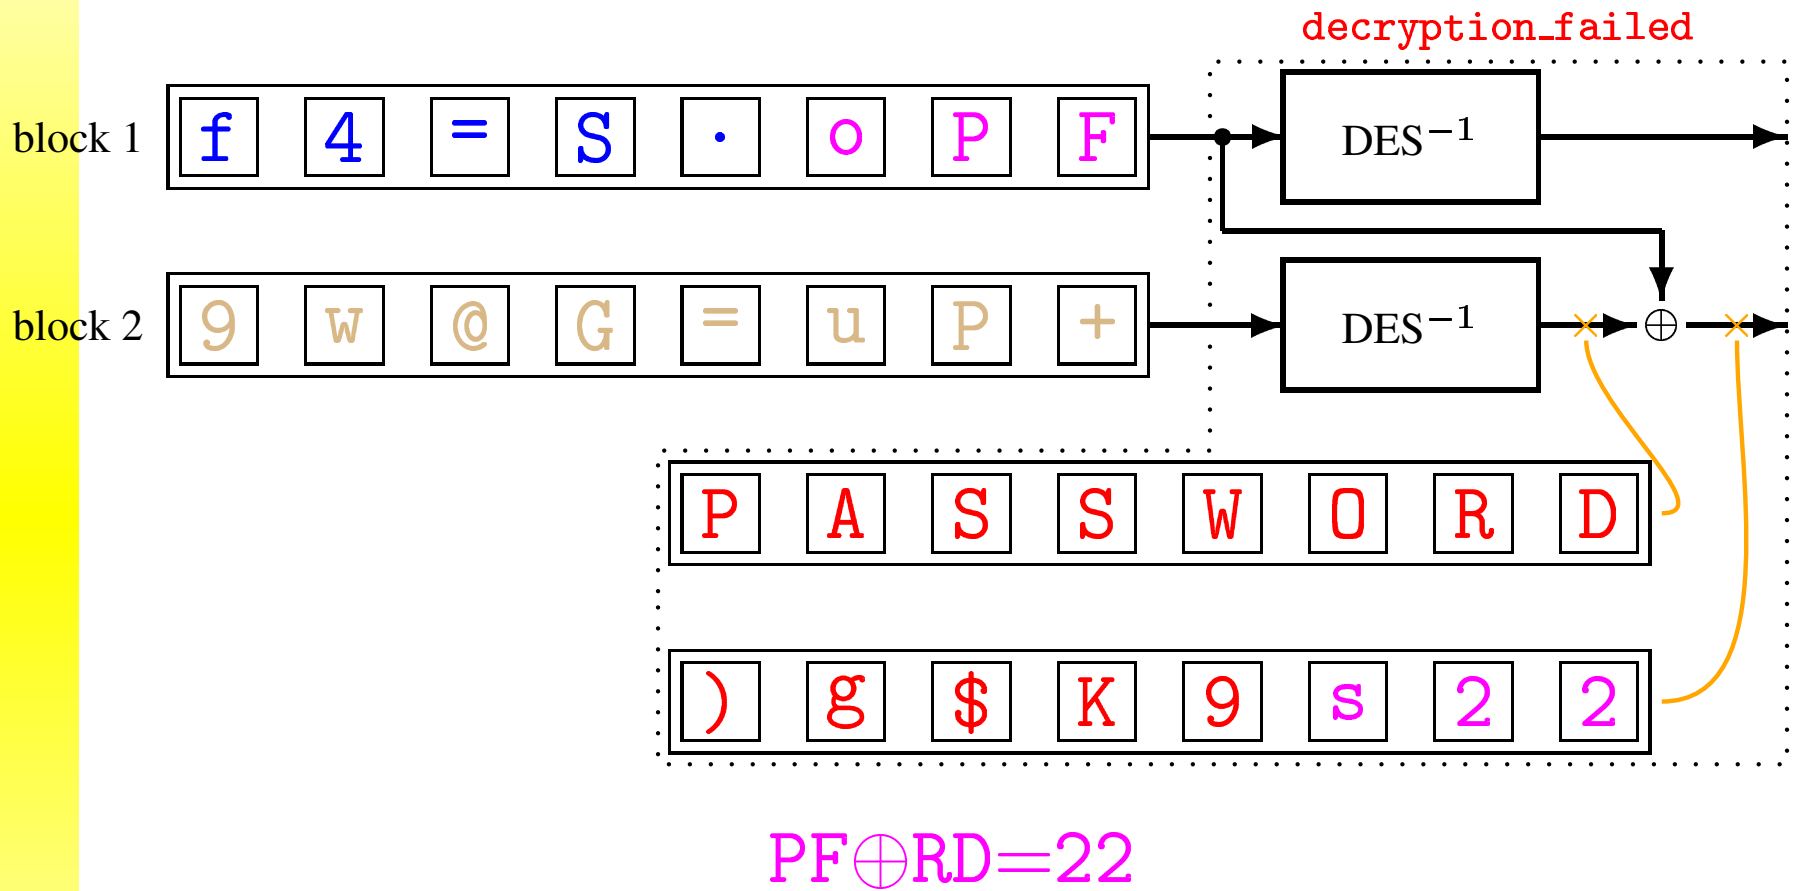 decryption_failed
block 1 f 4 = S · o P F DES⁻¹
block 2 9 w @ G = u P + DES⁻¹
P A S S W O R D
) g $ K 9 s 2 2
PF⊕RD=22